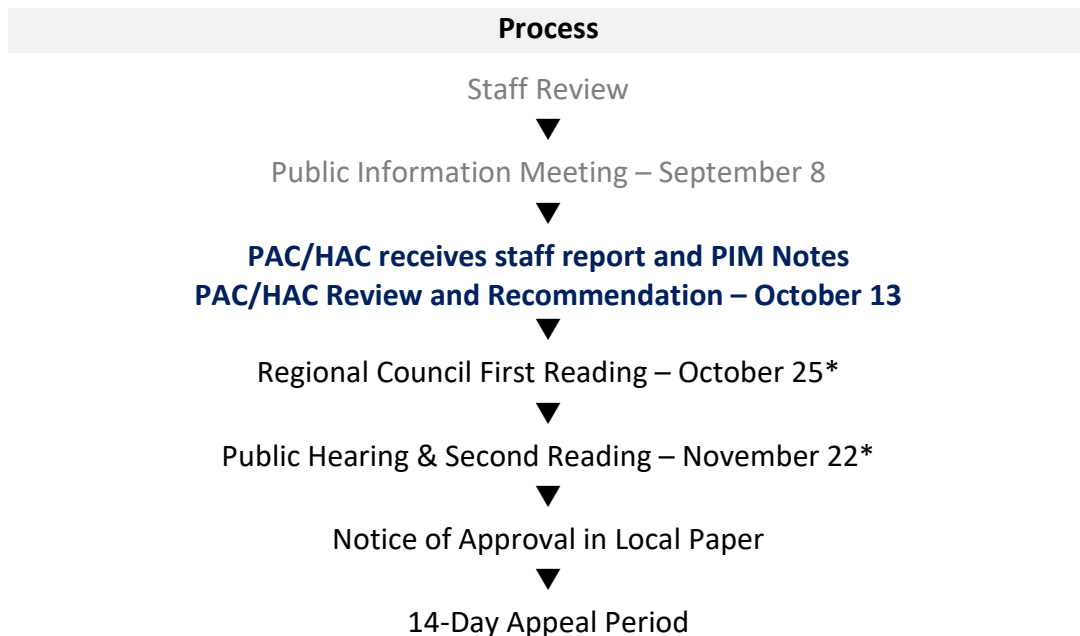 Process
Staff Review
Public Information Meeting – September 8
PAC/HAC receives staff report and PIM Notes
PAC/HAC Review and Recommendation – October 13
Regional Council First Reading – October 25*
Public Hearing & Second Reading – November 22*
Notice of Approval in Local Paper
14-Day Appeal Period